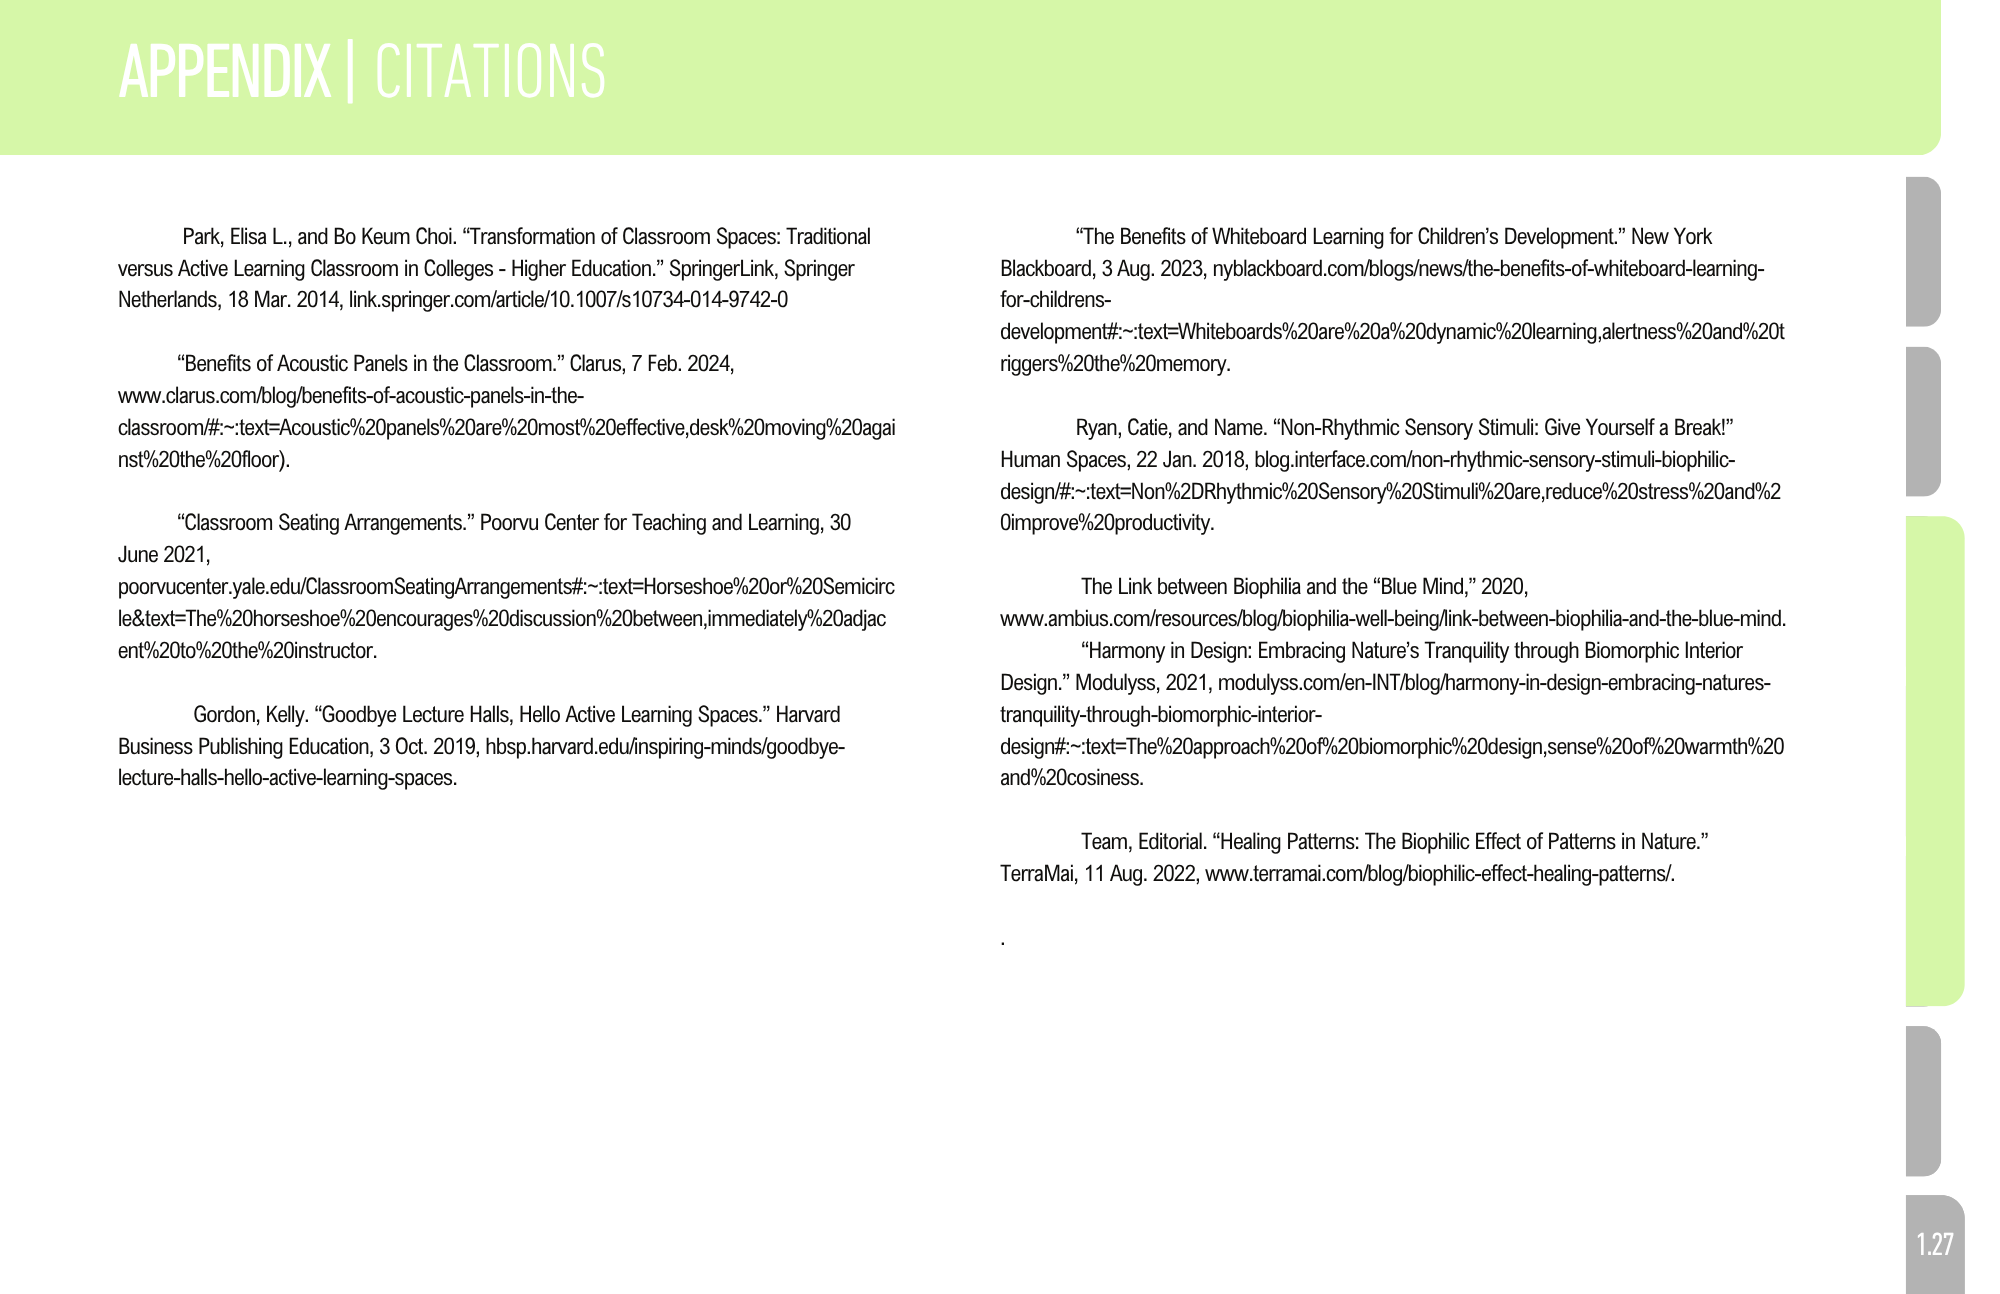 APPENDIX | CITATIONS
Park, Elisa L., and Bo Keum Choi. “Transformation of Classroom Spaces: Traditional
versus Active Learning Classroom in Colleges - Higher Education.” SpringerLink, Springer
Netherlands, 18 Mar. 2014, link.springer.com/article/10.1007/s10734-014-9742-0
“Benefits of Acoustic Panels in the Classroom.” Clarus, 7 Feb. 2024,
www.clarus.com/blog/benefits-of-acoustic-panels-in-the-
classroom/#:~:text=Acoustic%20panels%20are%20most%20effective,desk%20moving%20agai
nst%20the%20floor).
“Classroom Seating Arrangements.” Poorvu Center for Teaching and Learning, 30
June 2021,
poorvucenter.yale.edu/ClassroomSeatingArrangements#:~:text=Horseshoe%20or%20Semicirc
le&text=The%20horseshoe%20encourages%20discussion%20between,immediately%20adjac
ent%20to%20the%20instructor.
Gordon, Kelly. “Goodbye Lecture Halls, Hello Active Learning Spaces.” Harvard
Business Publishing Education, 3 Oct. 2019, hbsp.harvard.edu/inspiring-minds/goodbye-
lecture-halls-hello-active-learning-spaces.
“The Benefits of Whiteboard Learning for Children’s Development.” New York
Blackboard, 3 Aug. 2023, nyblackboard.com/blogs/news/the-benefits-of-whiteboard-learning-
for-childrens-
development#:~:text=Whiteboards%20are%20a%20dynamic%20learning,alertness%20and%20t
riggers%20the%20memory.
Ryan, Catie, and Name. “Non-Rhythmic Sensory Stimuli: Give Yourself a Break!”
Human Spaces, 22 Jan. 2018, blog.interface.com/non-rhythmic-sensory-stimuli-biophilic-
design/#:~:text=Non%2DRhythmic%20Sensory%20Stimuli%20are,reduce%20stress%20and%2
0improve%20productivity.
The Link between Biophilia and the “Blue Mind,” 2020,
www.ambius.com/resources/blog/biophilia-well-being/link-between-biophilia-and-the-blue-mind.
“Harmony in Design: Embracing Nature’s Tranquility through Biomorphic Interior
Design.” Modulyss, 2021, modulyss.com/en-INT/blog/harmony-in-design-embracing-natures-
tranquility-through-biomorphic-interior-
design#:~:text=The%20approach%20of%20biomorphic%20design,sense%20of%20warmth%20
and%20cosiness.
Team, Editorial. “Healing Patterns: The Biophilic Effect of Patterns in Nature.”
TerraMai, 11 Aug. 2022, www.terramai.com/blog/biophilic-effect-healing-patterns/.
.
1.27